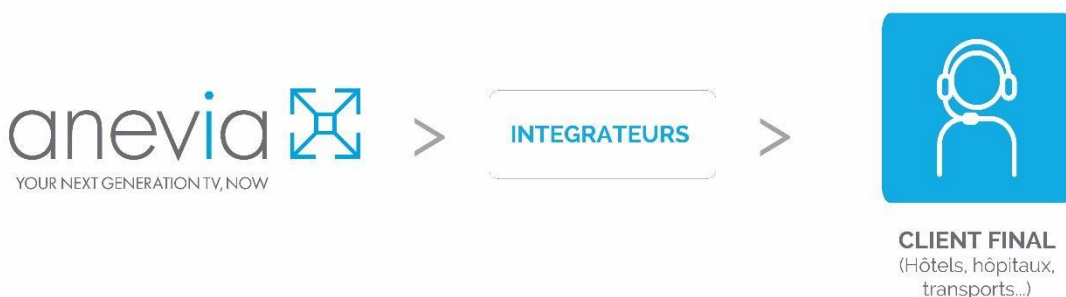 anevia
YOUR NEXT GENERATION TV, NOW
>
INTEGRATEURS
>
CLIENT FINAL
(Hôtels, hôpitaux,
transports...)